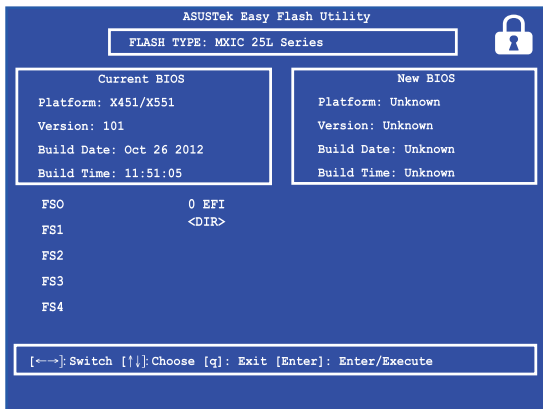 ASUSTek Easy Flash Utility
FLASH TYPE: MXIC 25L Series
Current BIOS
Platform: X451/X551
Version: 101
Build Date: Oct 26 2012
Build Time: 11:51:05
New BIOS
Platform: Unknown
Version: Unknown
Build Date: Unknown
Build Time: Unknown
FSO 0 EFI
FS1 <DIR>
FS2
FS3
FS4
[←→]: Switch [↑↓]: Choose [q]: Exit [Enter]: Enter/Execute